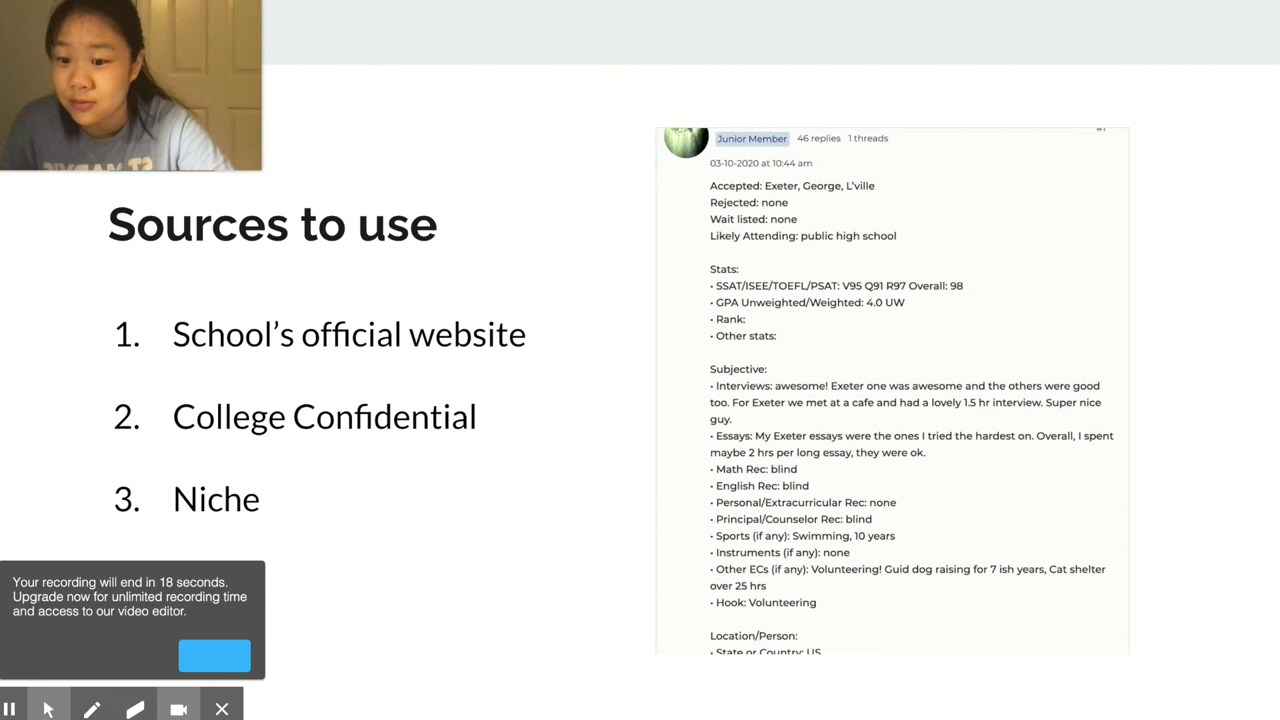 Sources to use
1. School's official website
2. College Confidential
3. Niche
Junior Member 46 replies 1 threads
03-10-2020 at 10:44 am
Accepted: Exeter, George, L'ville
Rejected: none
Wait listed: none
Likely Attending: public high school
Stats:
• SSAT/ISEE/TOEFL/PSAT: V95 Q91 R97 Overall: 98
• GPA Unweighted/Weighted: 4.0 UW
• Rank:
• Other stats:
Subjective:
• Interviews: awesome! Exeter one was awesome and the others were good
too. For Exeter we met at a cafe and had a lovely 1.5 hr interview. Super nice
guy.
• Essays: My Exeter essays were the ones I tried the hardest on. Overall, I spent
maybe 2 hrs per long essay, they were ok.
• Math Rec: blind
• English Rec: blind
• Personal/Extracurricular Rec: none
• Principal/Counselor Rec: blind
• Sports (if any): Swimming, 10 years
• Instruments (if any): none
• Other ECs (if any): Volunteering! Guid dog raising for 7 ish years, Cat shelter
over 25 hrs
• Hook: Volunteering
Location/Person:
• State or Country: US
Your recording will end in 18 seconds.
Upgrade now for unlimited recording time
and access to our video editor.